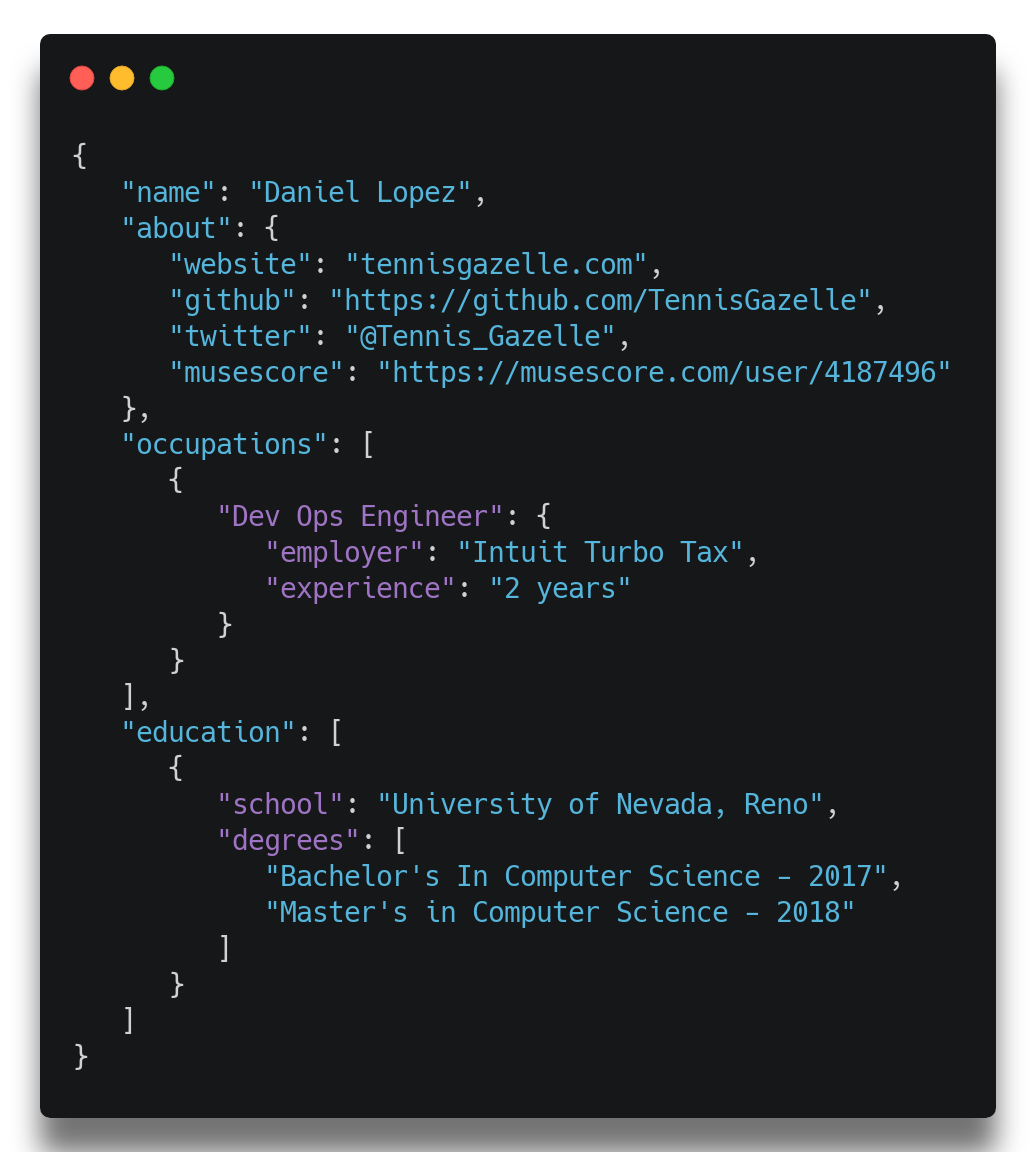 {
   "name": "Daniel Lopez",
   "about": {
      "website": "tennisgazelle.com",
      "github": "https://github.com/TennisGazelle",
      "twitter": "@Tennis_Gazelle",
      "musescore": "https://musescore.com/user/4187496"
   },
   "occupations": [
      {
         "Dev Ops Engineer": {
            "employer": "Intuit Turbo Tax",
            "experience": "2 years"
         }
      }
   ],
   "education": [
      {
         "school": "University of Nevada, Reno",
         "degrees": [
            "Bachelor's In Computer Science - 2017",
            "Master's in Computer Science - 2018"
         ]
      }
   ]
}